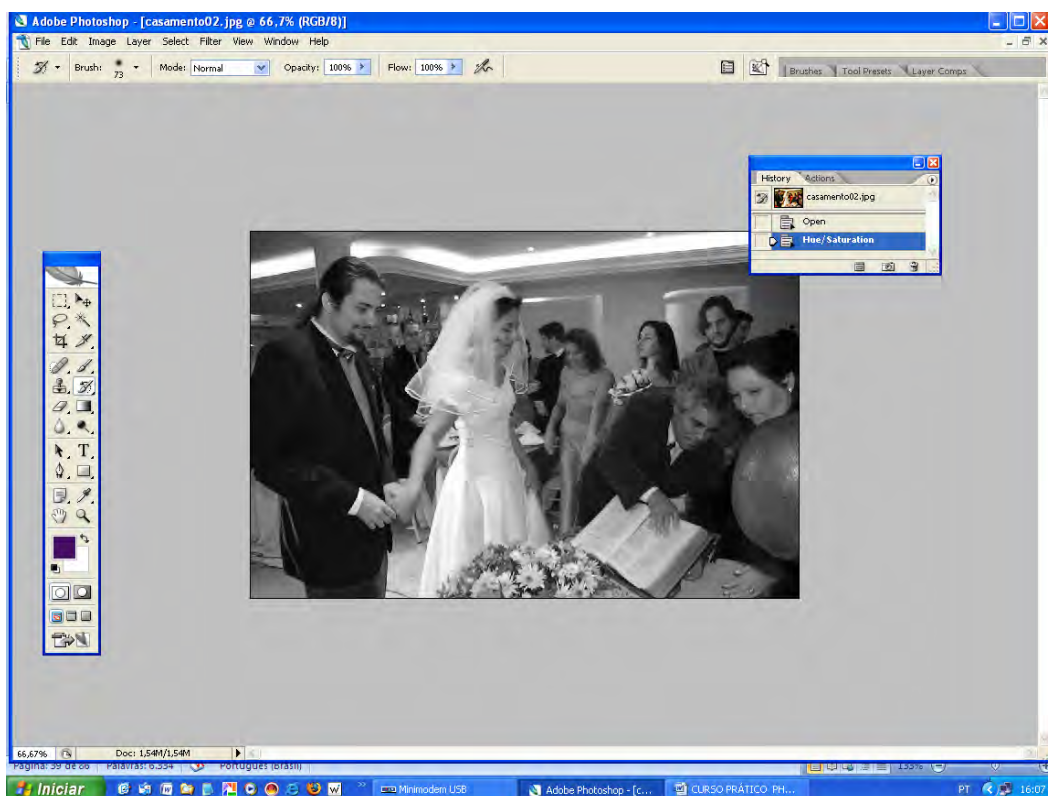 Adobe Photoshop - [casamento02.jpg @ 66,7% (RGB/8)]
File Edit Image Layer Select Filter View Window Help
Brush: 73 Mode: Normal Opacity: 100% Flow: 100% Brushes Tool Presets Layer Comps
History Actions
casamento02.jpg
Open
Hue/Saturation
T
66,67% Doc: 1,54M/1,54M
Página: 39 de 86 Palavras: 6.334 Português (Brasil) 133%
Iniciar Minimodem USB Adobe Photoshop - [c... CURSO PRÁTICO PH... PT 16:07